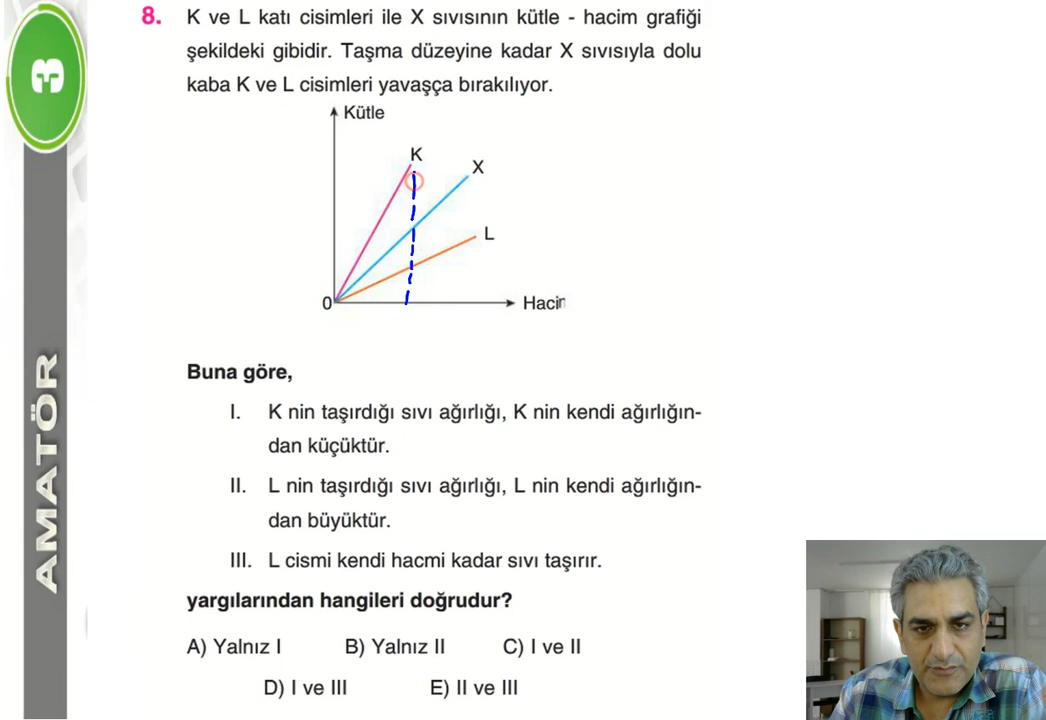 3
AMATÖR
8. K ve L katı cisimleri ile X sıvısının kütle - hacim grafiği
şekildeki gibidir. Taşma düzeyine kadar X sıvısıyla dolu
kaba K ve L cisimleri yavaşça bırakılıyor.
Kütle
K
X
L
0
Hacim
Buna göre,
I. K nin taşırdığı sıvı ağırlığı, K nin kendi ağırlığın-
dan küçüktür.
II. L nin taşırdığı sıvı ağırlığı, L nin kendi ağırlığın-
dan büyüktür.
III. L cismi kendi hacmi kadar sıvı taşırır.
yargılarından hangileri doğrudur?
A) Yalnız I B) Yalnız II C) I ve II
D) I ve III E) II ve III